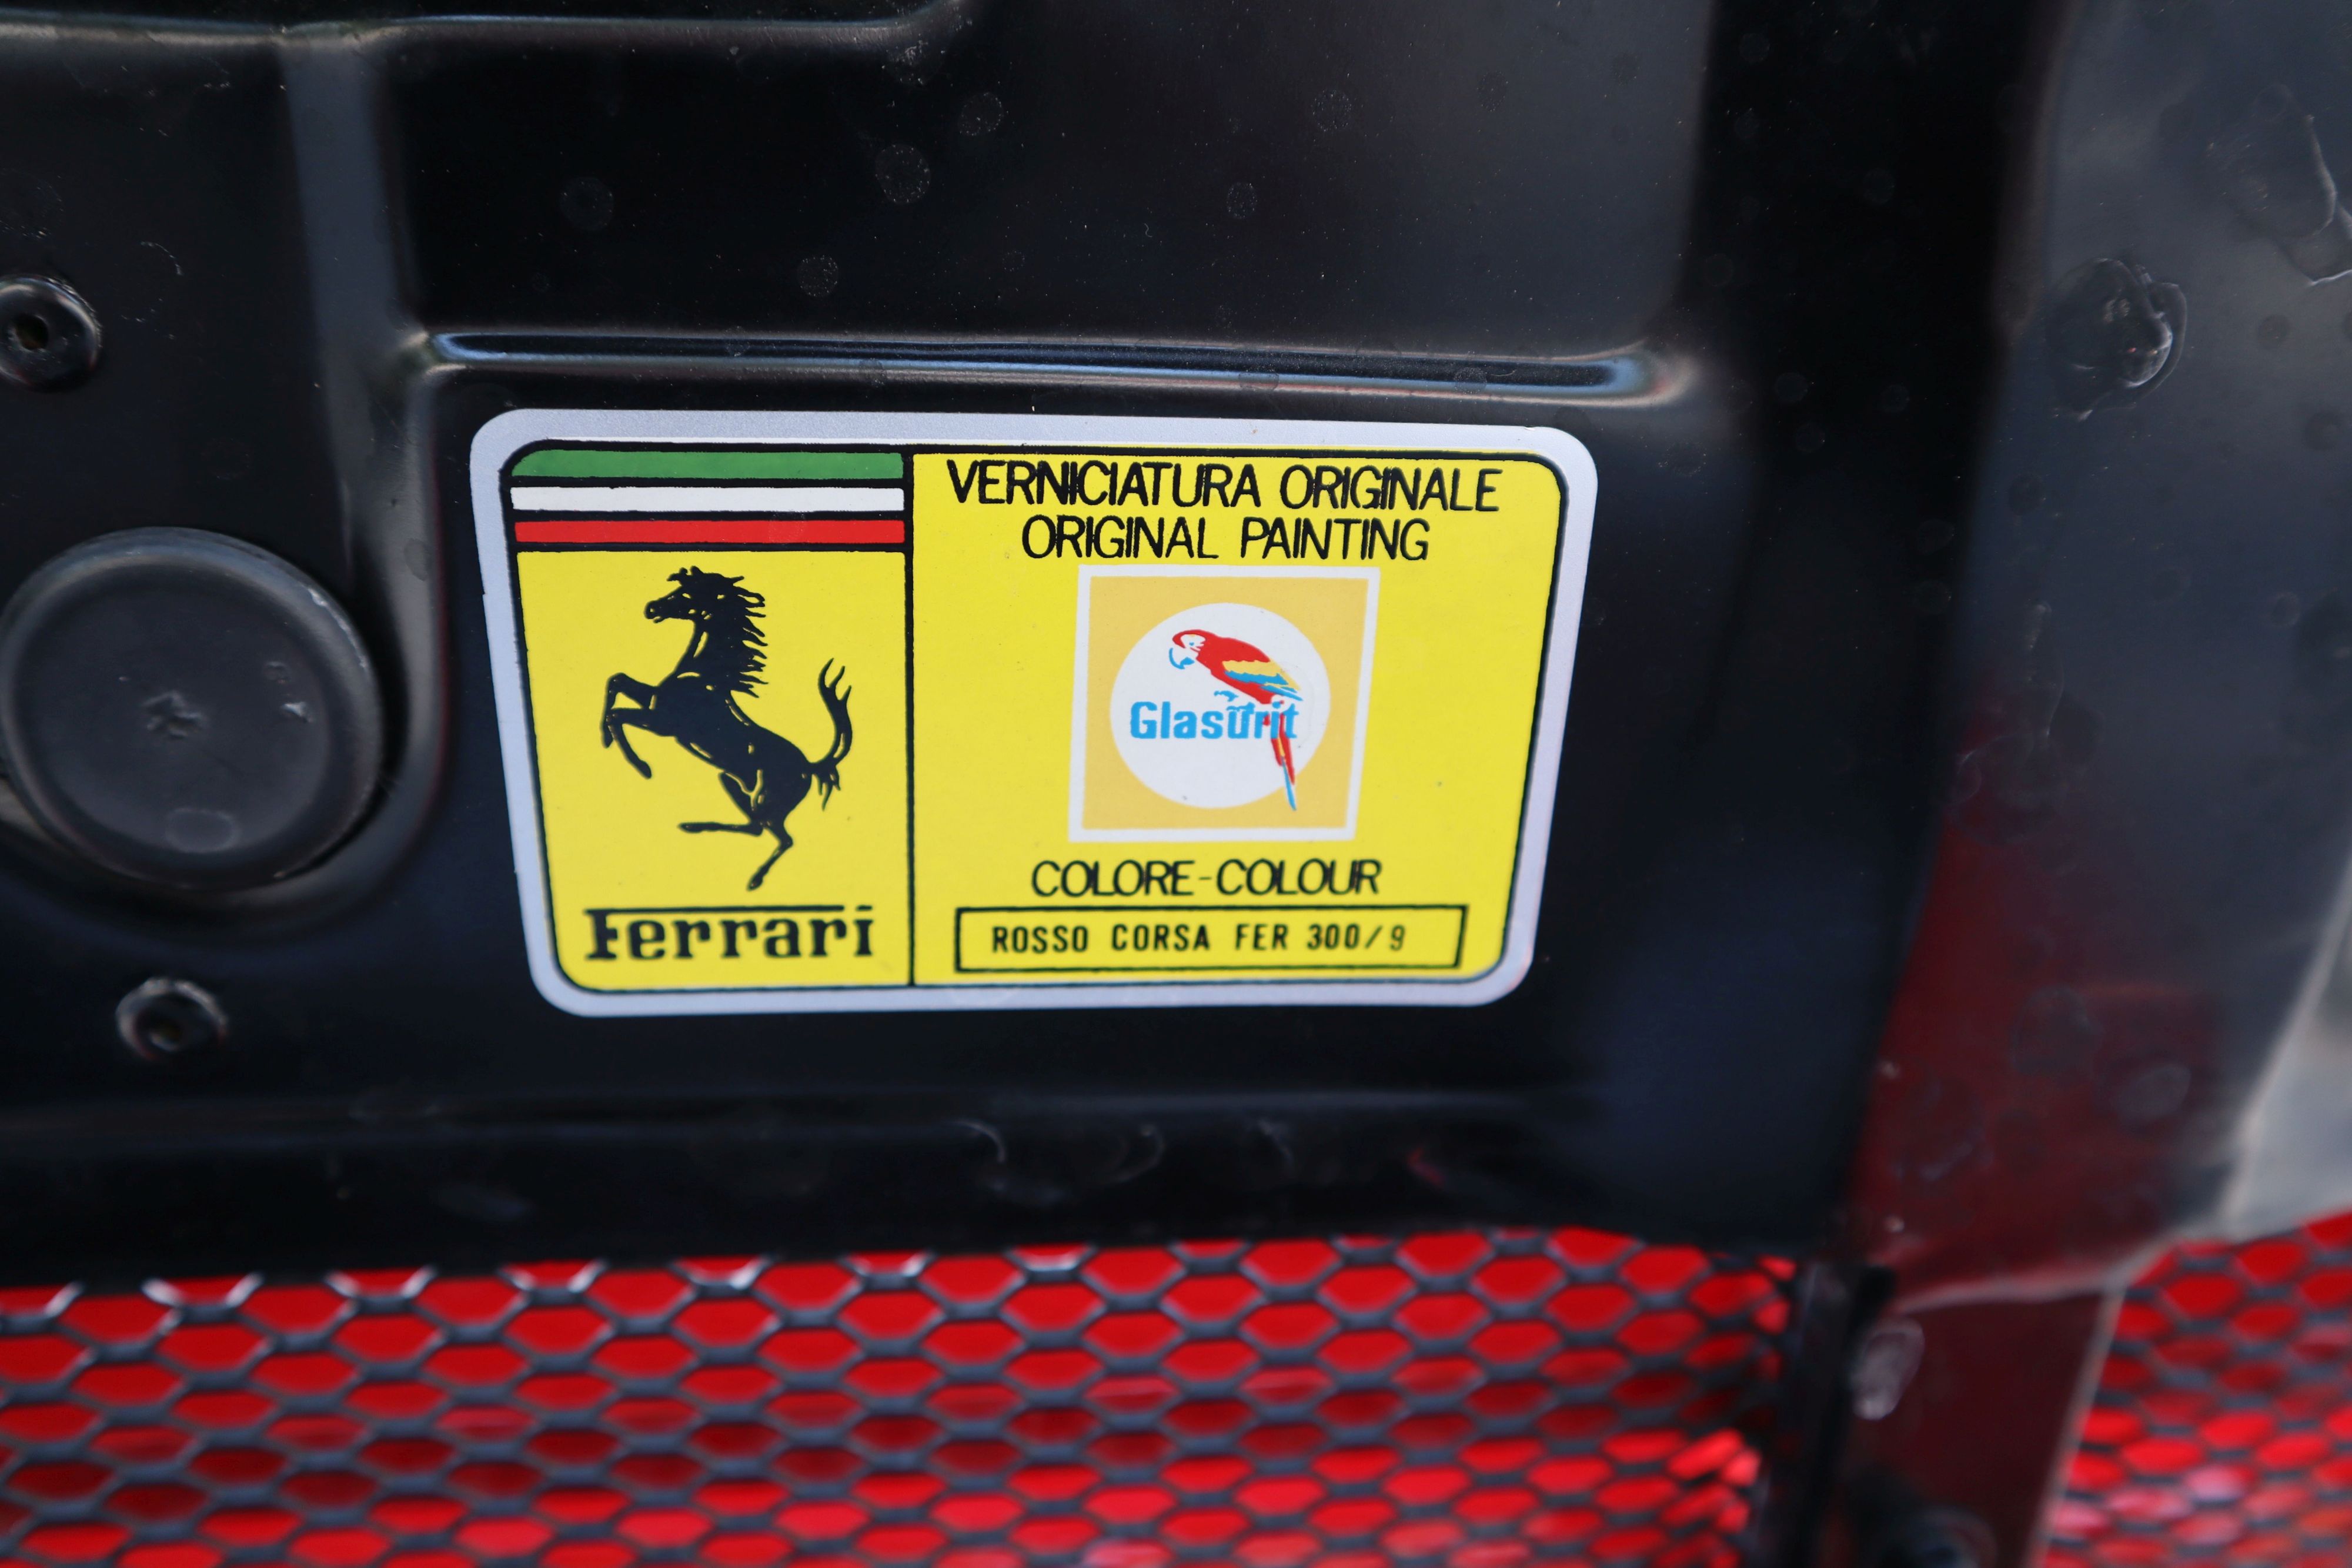 VERNICIATURA ORIGINALE
ORIGINAL PAINTING
Glasurit
COLORE-COLOUR
ROSSO CORSA FER 300/9
Ferrari